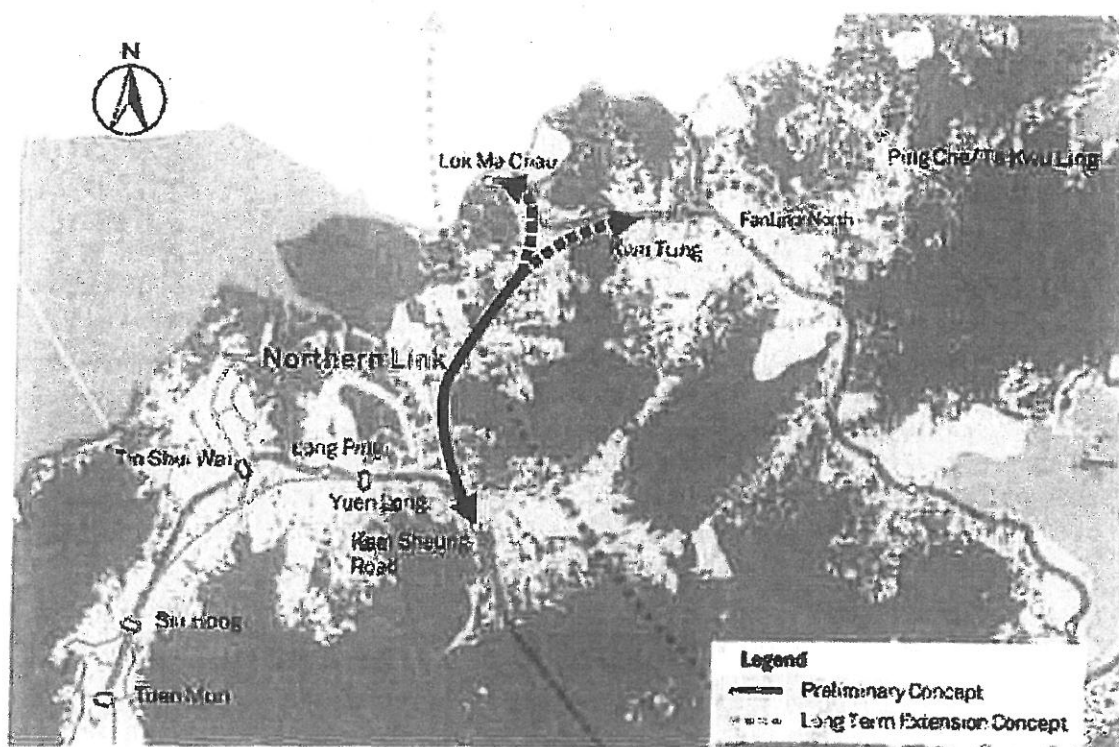 N
Lok Ma Chau
Ping Che/Ta Kwu Ling
Fanling North
Kwu Tung
Northern Link
Long Ping
Tin Shui Wai
Yuen Long
Kam Sheung
Road
Siu Hong
Tuen Mun
Legend
Preliminary Concept
Long Term Extension Concept